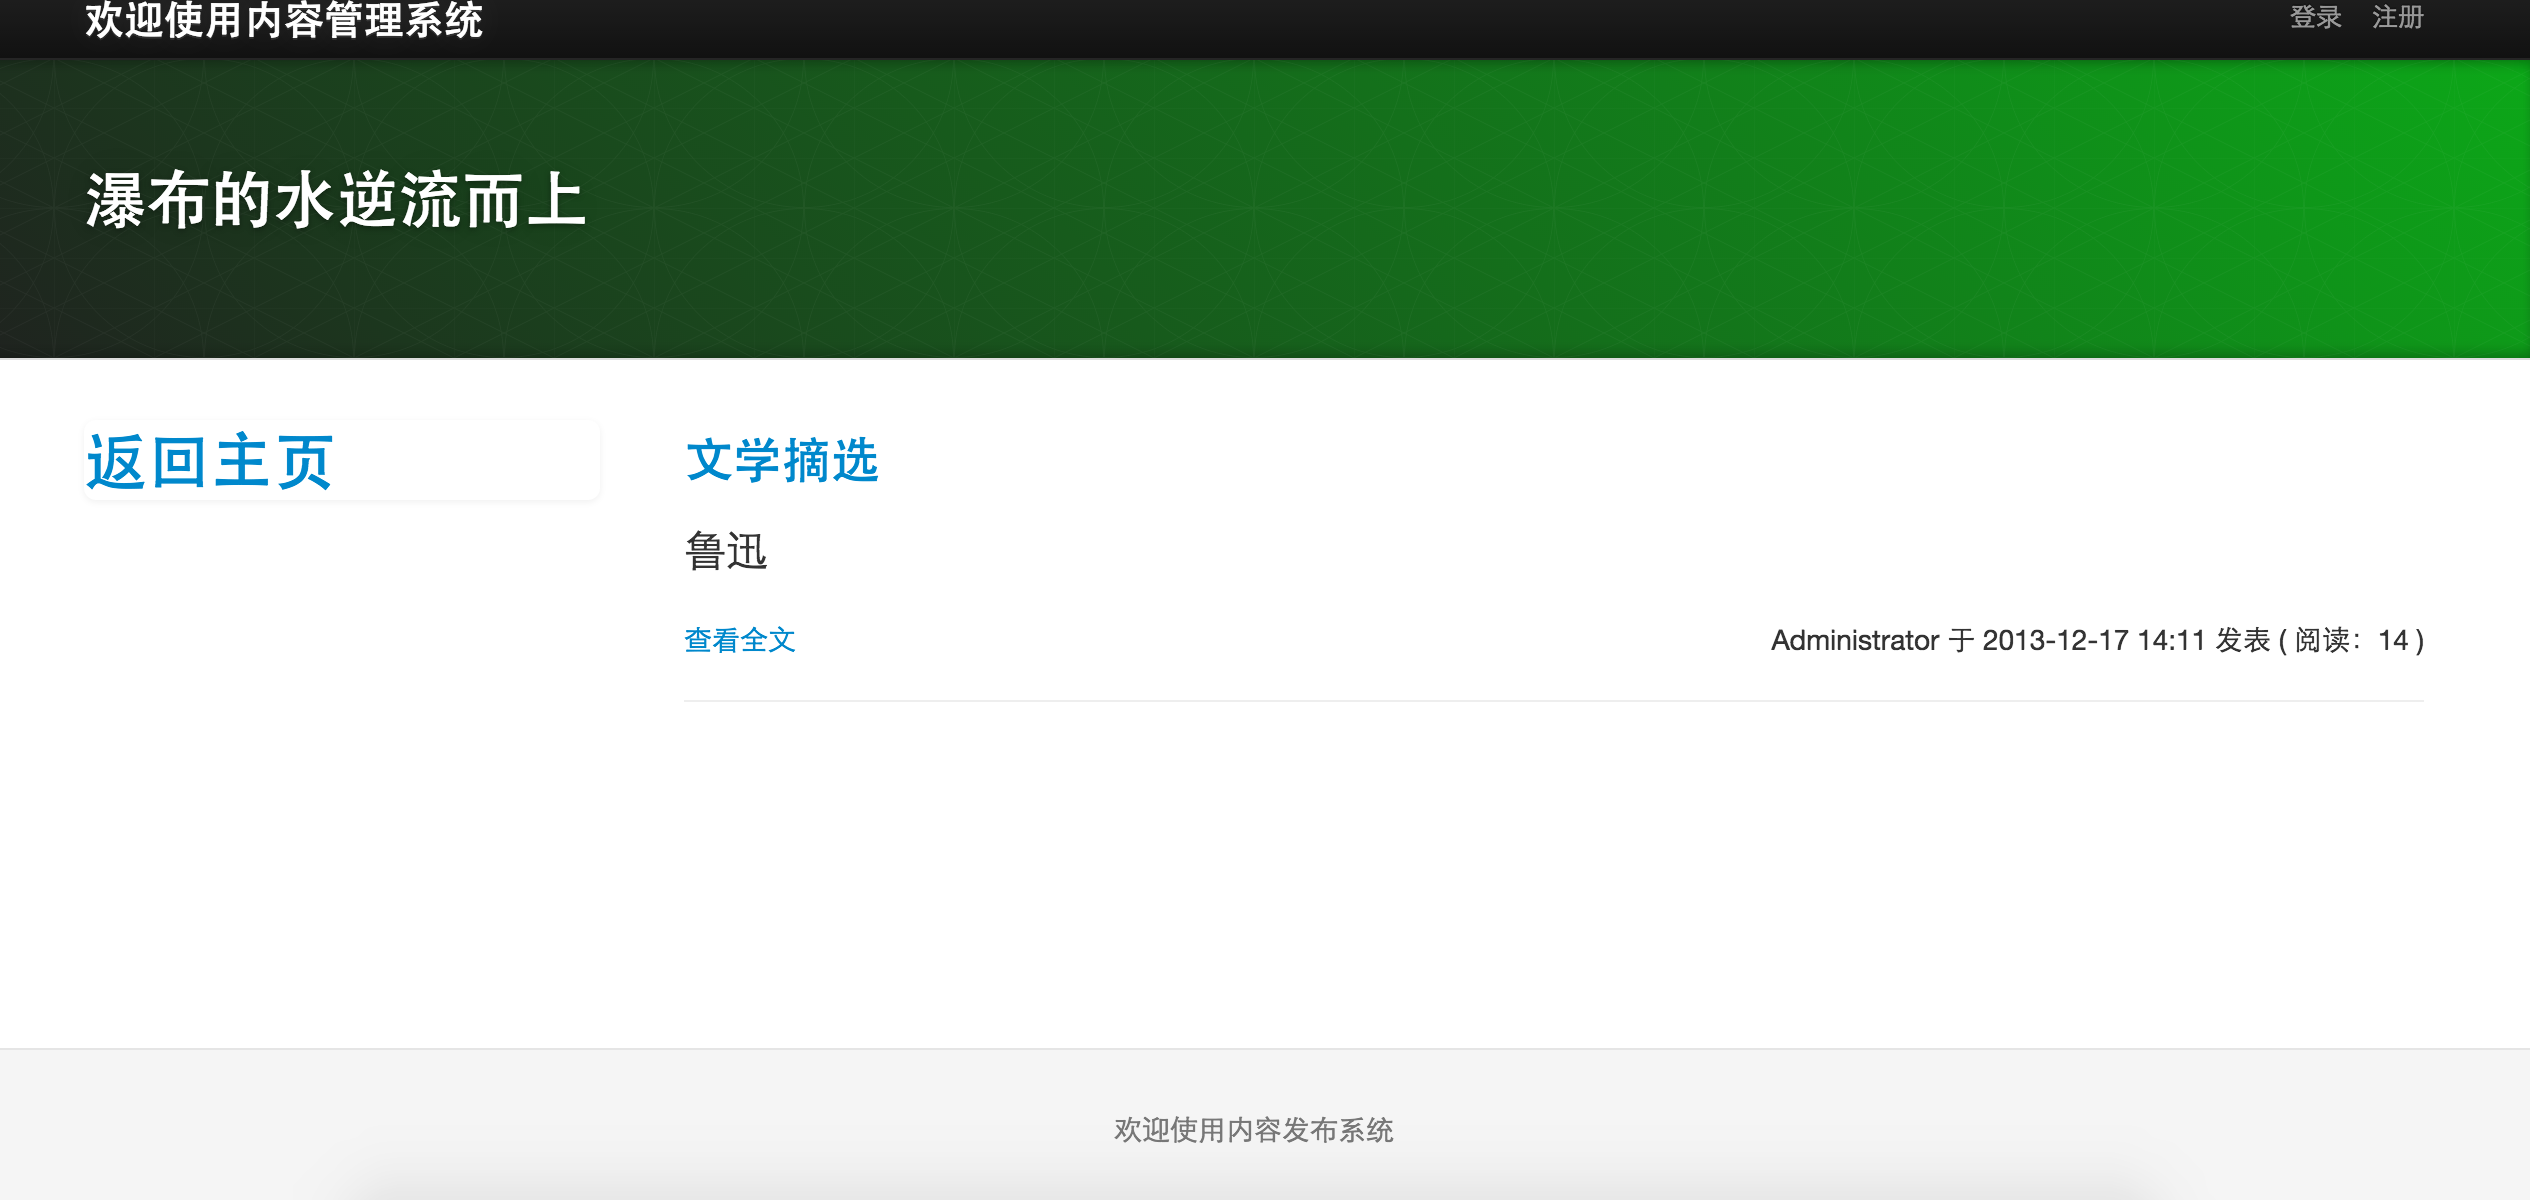 欢迎使用内容管理系统
登录 注册
瀑布的水逆流而上
返回主页
文学摘选
鲁迅
查看全文
Administrator 于 2013-12-17 14:11 发表 ( 阅读：14 )
欢迎使用内容发布系统